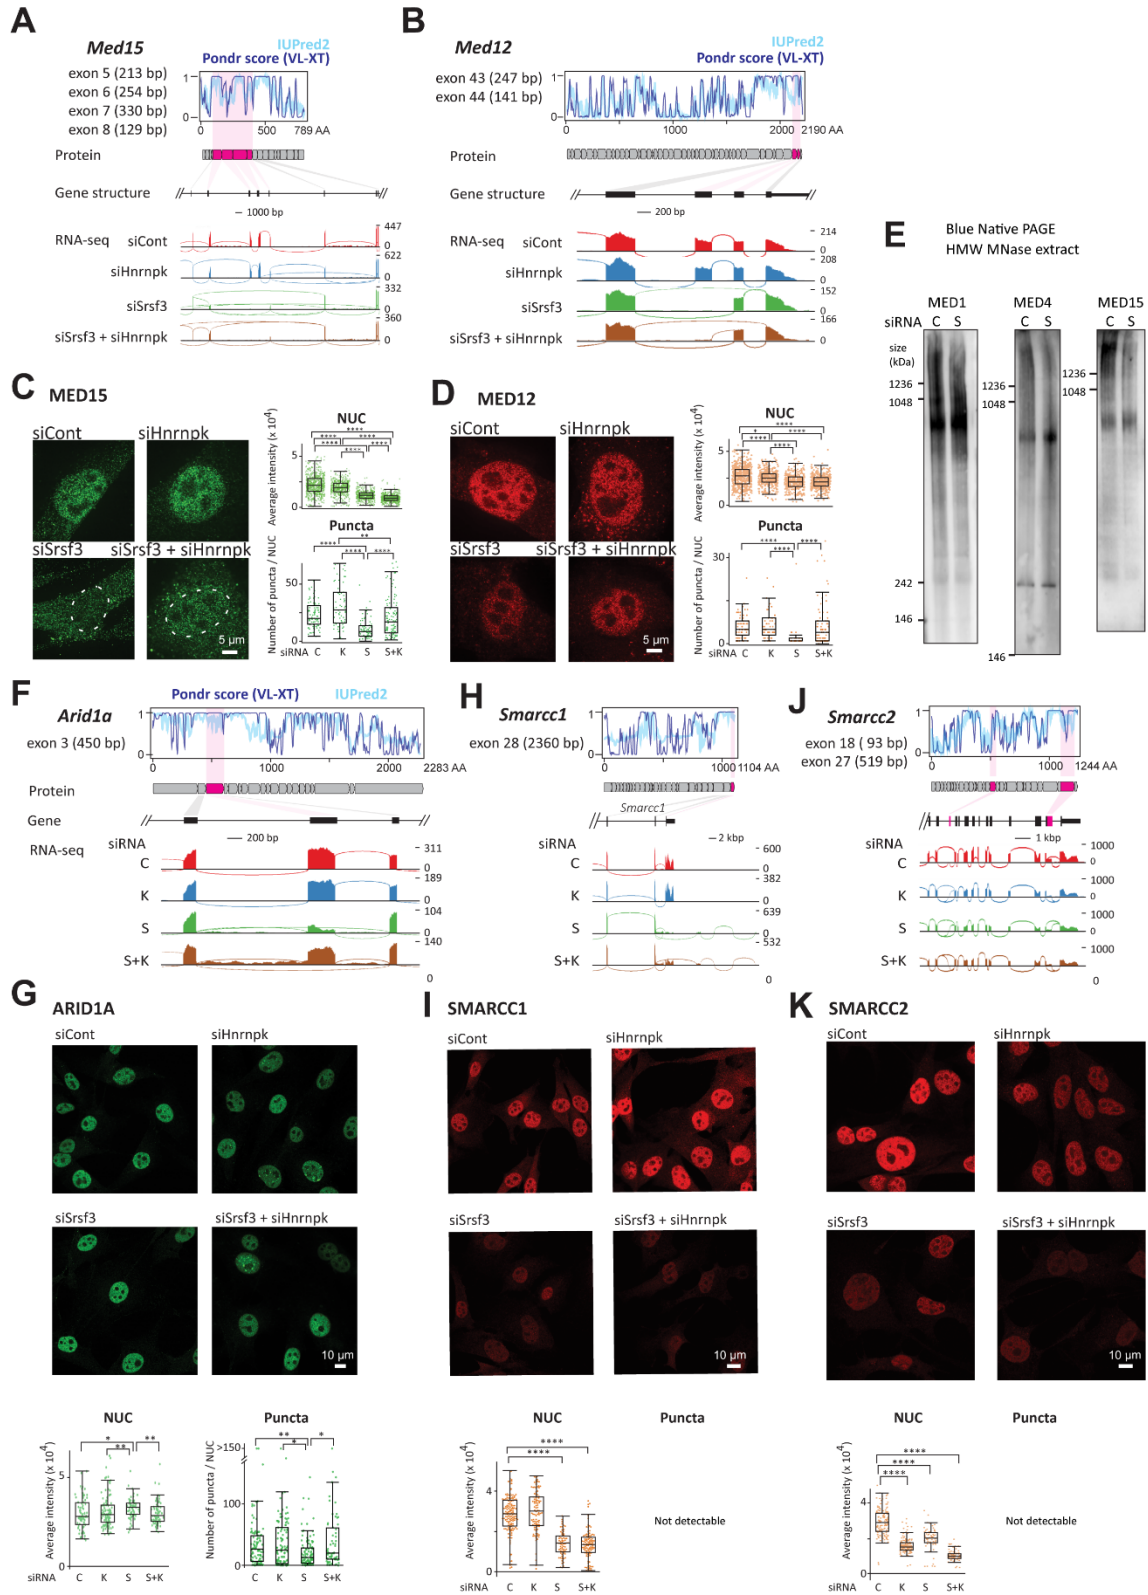 A
Med15
IUPred2
Pondr score (VL-XT)
exon 5 (213 bp)
exon 6 (254 bp)
exon 7 (330 bp)
exon 8 (129 bp)
1
0
0 500 789 AA
Protein
Gene structure
1000 bp
RNA-seq
siCont
447
0
siHnrnpk
622
0
siSrsf3
332
0
siSrsf3 + siHnrnpk
360
0
B
Med12
IUPred2
Pondr score (VL-XT)
exon 43 (247 bp)
exon 44 (141 bp)
1
0
0 1000 2000 2190 AA
Protein
Gene structure
200 bp
RNA-seq
siCont
214
0
siHnrnpk
208
0
siSrsf3
152
0
siSrsf3 + siHnrnpk
166
0
C MED15
siCont siHnrnpk
siSrsf3 siSrsf3 + siHnrnpk
5 µm
NUC
Average intensity (x 10⁴)
5
0
****
**** ****
**** ****
****
Puncta
Number of puncta / NUC
50
0
**
**** ****
****
siRNA C K S S+K
D MED12
siCont siHnrnpk
siSrsf3 siSrsf3 + siHnrnpk
5 µm
NUC
Average intensity (x 10⁴)
5
0
****
* ****
**** ****
****
Puncta
Number of puncta / NUC
36
0
**** ****
****
siRNA C K S S+K
E Blue Native PAGE
HMW MNase extract
MED1 MED4 MED15
siRNA C S C S C S
size
(kDa)
1236
1048
242
146
1236
1048
146
1236
1048
F
Pondr score (VL-XT) IUPred2
Arid1a
exon 3 (450 bp)
1
0
0 1000 2000 2283 AA
Protein
Gene
200 bp
RNA-seq
siRNA
C
311
K
189
S
104
S+K
140
0
H
Smarcc1
exon 28 (2360 bp)
1
0
0 1000 1104 AA
Smarcc1
2 kbp
siRNA
C
600
K
382
S
639
S+K
532
0
J
Smarcc2
exon 18 ( 93 bp)
exon 27 (519 bp)
1
0
0 1000 1244 AA
1 kbp
siRNA
C
1000
K
1000
S
1000
S+K
1000
0
G ARID1A
siCont siHnrnpk
siSrsf3 siSrsf3 + siHnrnpk
10 µm
NUC
Average intensity (x 10⁴)
5
0
* **
**
siRNA C K S S+K
Puncta
Number of puncta / NUC
>150
100
0
** *
*
C K S S+K
I SMARCC1
siCont siHnrnpk
siSrsf3 siSrsf3 + siHnrnpk
10 µm
NUC
Average intensity (x 10⁴)
4
0
****
****
siRNA C K S S+K
Puncta
Not detectable
K SMARCC2
siCont siHnrnpk
siSrsf3 siSrsf3 + siHnrnpk
10 µm
NUC
Average intensity (x 10⁴)
4
0
****
****
****
siRNA C K S S+K
Puncta
Not detectable